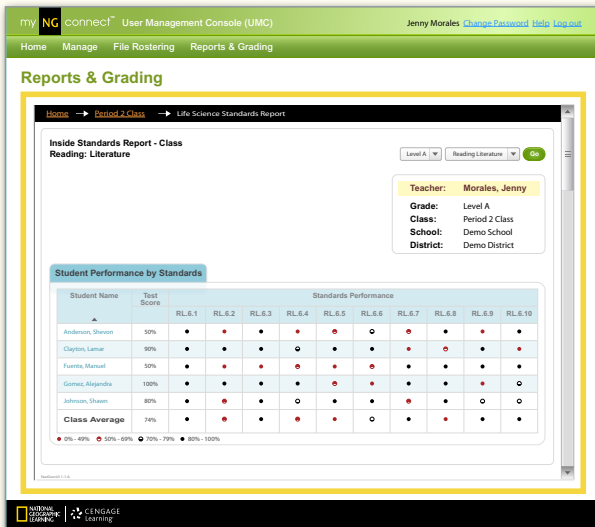 my NG connect™ User Management Console (UMC) Jenny Morales Change Password Help Log out
Home Manage File Rostering Reports & Grading
Reports & Grading
Home → Period 2 Class → Life Science Standards Report
Inside Standards Report - Class
Reading: Literature
Level A Reading Literature Go
Teacher: Morales, Jenny
Grade: Level A
Class: Period 2 Class
School: Demo School
District: Demo District
Student Performance by Standards
Student Name Test Score Standards Performance
RL.6.1 RL.6.2 RL.6.3 RL.6.4 RL.6.5 RL.6.6 RL.6.7 RL.6.8 RL.6.9 RL.6.10
Anderson, Shevon 50%
Clayton, Lamar 90%
Fuente, Manuel 50%
Gomez, Alejandra 100%
Johnson, Shawn 80%
Class Average 74%
0% - 49% 50% - 69% 70% - 79% 80% - 100%
NATIONAL GEOGRAPHIC LEARNING CENGAGE Learning